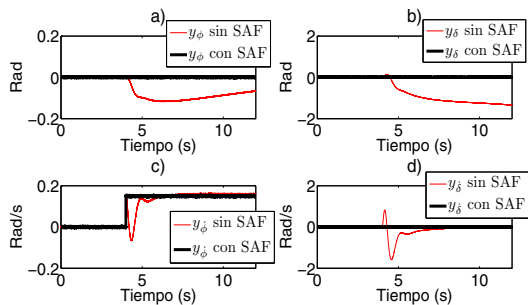 a)
0.2
0
−0.2
Rad
0 5 10
Tiempo (s)
y_ϕ sin SAF
y_ϕ con SAF
b)
2
0
−2
Rad
0 5 10
Tiempo (s)
y_δ sin SAF
y_δ con SAF
c)
0.2
0
−0.2
Rad/s
0 5 10
Tiempo (s)
y_ϕ̇ sin SAF
y_ϕ̇ con SAF
d)
2
0
−2
Rad/s
0 5 10
Tiempo (s)
y_δ̇ sin SAF
y_δ̇ con SAF